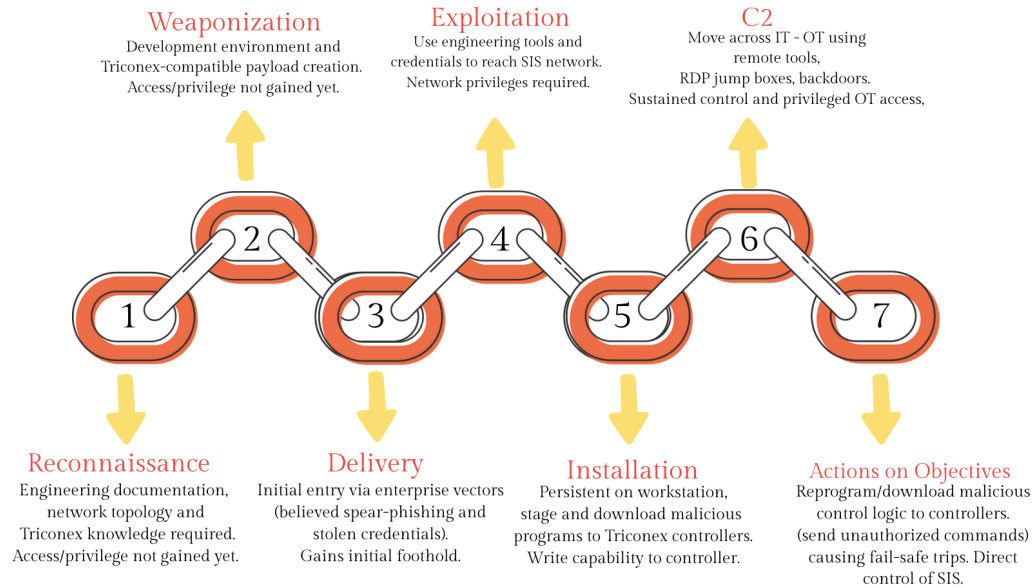 Weaponization
Development environment and
Triconex-compatible payload creation.
Access/privilege not gained yet.
Exploitation
Use engineering tools and
credentials to reach SIS network.
Network privileges required.
C2
Move across IT - OT using
remote tools,
RDP jump boxes, backdoors.
Sustained control and privileged OT access,
1
2
3
4
5
6
7
Reconnaissance
Engineering documentation,
network topology and
Triconex knowledge required.
Access/privilege not gained yet.
Delivery
Initial entry via enterprise vectors
(believed spear-phishing and
stolen credentials).
Gains initial foothold.
Installation
Persistent on workstation,
stage and download malicious
programs to Triconex controllers.
Write capability to controller.
Actions on Objectives
Reprogram/download malicious
control logic to controllers.
(send unauthorized commands)
causing fail-safe trips. Direct
control of SIS.